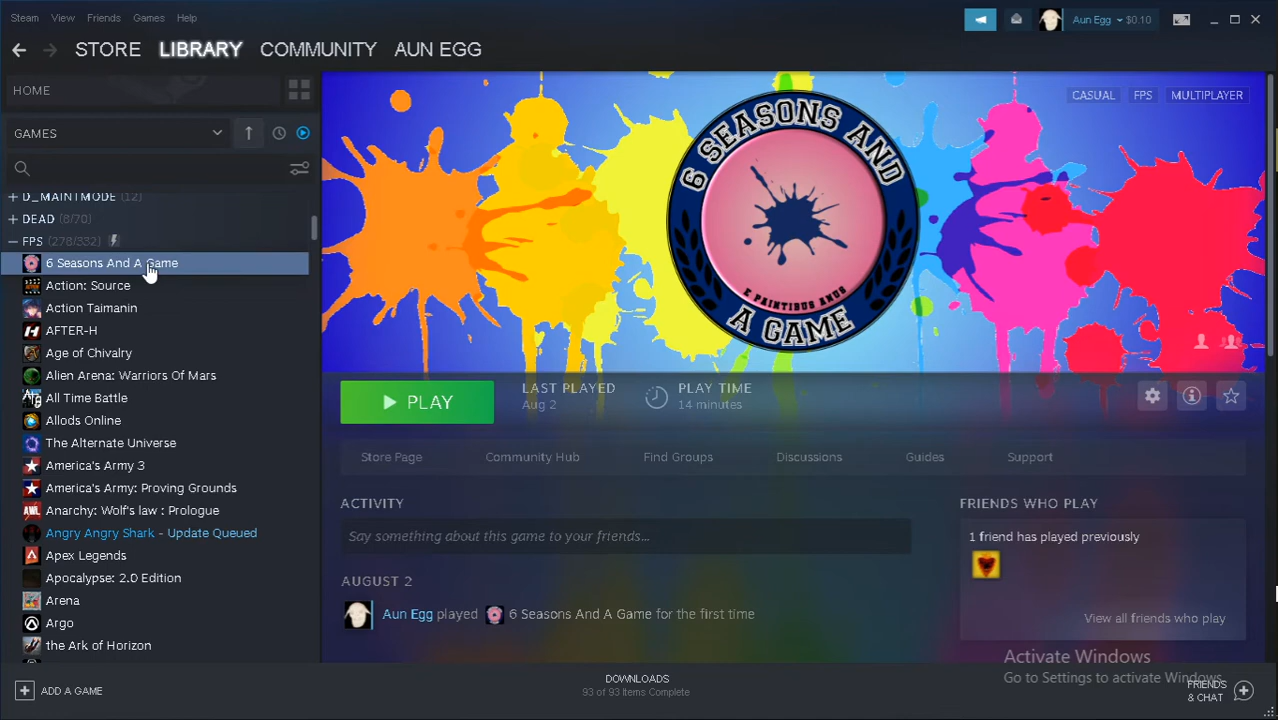 Steam View Friends Games Help
Aun Egg $0.10
STORE LIBRARY COMMUNITY AUN EGG
HOME
GAMES
D_MAINTMODE (12)
DEAD (8/70)
FPS (278/332)
6 Seasons And A Game
Action: Source
Action Taimanin
AFTER-H
Age of Chivalry
Alien Arena: Warriors Of Mars
All Time Battle
Allods Online
The Alternate Universe
America's Army 3
America's Army: Proving Grounds
Anarchy: Wolf's law : Prologue
Angry Angry Shark - Update Queued
Apex Legends
Apocalypse: 2.0 Edition
Arena
Argo
the Ark of Horizon
CASUAL FPS MULTIPLAYER
6 SEASONS AND
A GAME
E PAINTIBUS ANUS
PLAY
LAST PLAYED
Aug 2
PLAY TIME
14 minutes
Store Page Community Hub Find Groups Discussions Guides Support
ACTIVITY
Say something about this game to your friends...
AUGUST 2
Aun Egg played 6 Seasons And A Game for the first time
FRIENDS WHO PLAY
1 friend has played previously
View all friends who play
Activate Windows
Go to Settings to activate Windows.
ADD A GAME
DOWNLOADS
93 of 93 Items Complete
FRIENDS
& CHAT